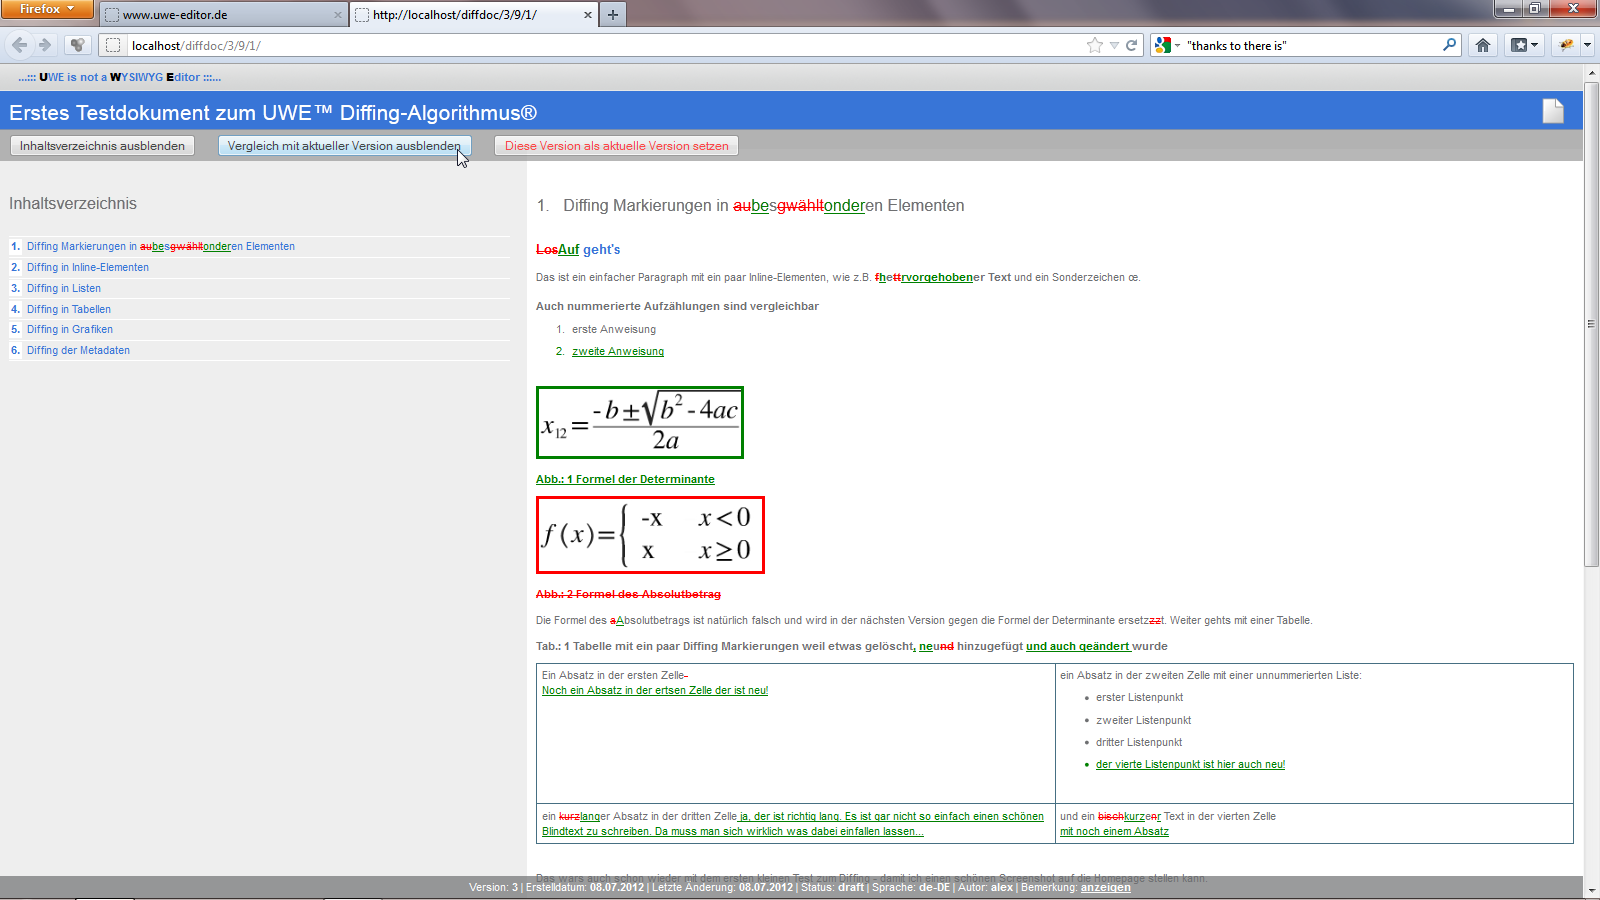 Firefox
www.uwe-editor.de
http://localhost/diffdoc/3/9/1/
localhost/diffdoc/3/9/1/
"thanks to there is"
...::: UWE is not a WYSIWYG Editor :::...
Erstes Testdokument zum UWE™ Diffing-Algorithmus®
Inhaltsverzeichnis ausblenden
Vergleich mit aktueller Version ausblenden
Diese Version als aktuelle Version setzen
Inhaltsverzeichnis
1. Diffing Markierungen in aubesgwähltonderen Elementen
2. Diffing in Inline-Elementen
3. Diffing in Listen
4. Diffing in Tabellen
5. Diffing in Grafiken
6. Diffing der Metadaten
1. Diffing Markierungen in aubesgwähltonderen Elementen
LosAuf geht's
Das ist ein einfacher Paragraph mit ein paar Inline-Elementen, wie z.B. fhettrvorgehobener Text und ein Sonderzeichen œ.
Auch nummerierte Aufzählungen sind vergleichbar
1. erste Anweisung
2. zweite Anweisung
x₁₂ = (-b ± √(b² - 4ac)) / 2a
Abb.: 1 Formel der Determinante
f(x) = { -x x<0
x x≥0
Abb.: 2 Formel des Absolutbetrag
Die Formel des aAbsolutbetrags ist natürlich falsch und wird in der nächsten Version gegen die Formel der Determinante ersetzzzt. Weiter gehts mit einer Tabelle.
Tab.: 1 Tabelle mit ein paar Diffing Markierungen weil etwas gelöscht, neund hinzugefügt und auch geändert wurde
Ein Absatz in der ersten Zelle.
Noch ein Absatz in der ertsen Zelle der ist neu!
ein Absatz in der zweiten Zelle mit einer unnummerierten Liste:
• erster Listenpunkt
• zweiter Listenpunkt
• dritter Listenpunkt
• der vierte Listenpunkt ist hier auch neu!
ein kurzlanger Absatz in der dritten Zelle ja, der ist richtig lang. Es ist gar nicht so einfach einen schönen
Blindtext zu schreiben. Da muss man sich wirklich was dabei einfallen lassen...
und ein bischkurzenr Text in der vierten Zelle
mit noch einem Absatz
Das wars auch schon wieder mit dem ersten kleinen Test zum Diffing - damit ich einen schönen Screenshot auf die Homepage stellen kann.
Version: 3 | Erstelldatum: 08.07.2012 | Letzte Änderung: 08.07.2012 | Status: draft | Sprache: de-DE | Autor: alex | Bemerkung: anzeigen